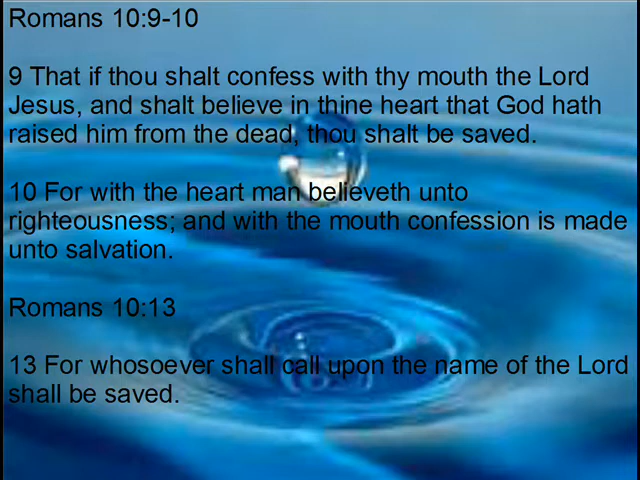 Romans 10:9-10
9 That if thou shalt confess with thy mouth the Lord
Jesus, and shalt believe in thine heart that God hath
raised him from the dead, thou shalt be saved.
10 For with the heart man believeth unto
righteousness; and with the mouth confession is made
unto salvation.
Romans 10:13
13 For whosoever shall call upon the name of the Lord
shall be saved.